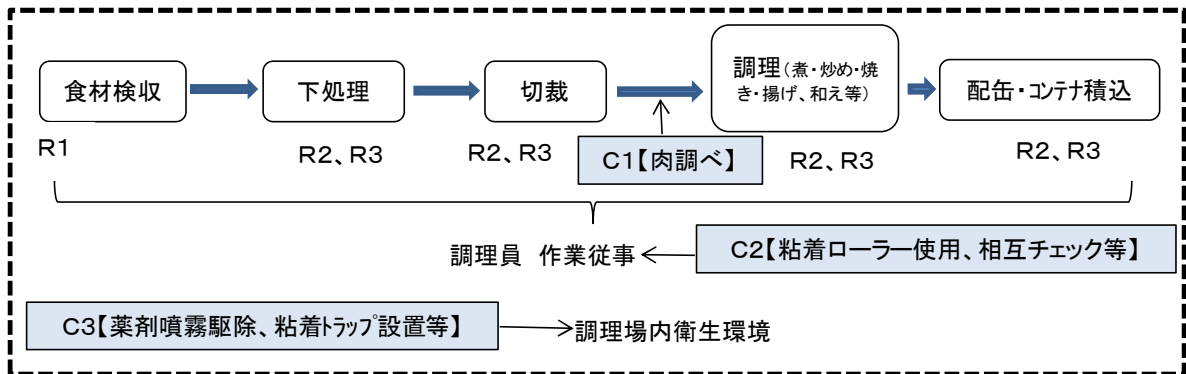 食材検収
下処理
切裁
調理（煮・炒め・焼
き・揚げ、和え等）
配缶・コンテナ積込
R1
R2、R3
R2、R3
C1【肉調べ】
R2、R3
R2、R3
調理員　作業従事
C2【粘着ローラー使用、相互チェック等】
C3【薬剤噴霧駆除、粘着トラップ設置等】
調理場内衛生環境